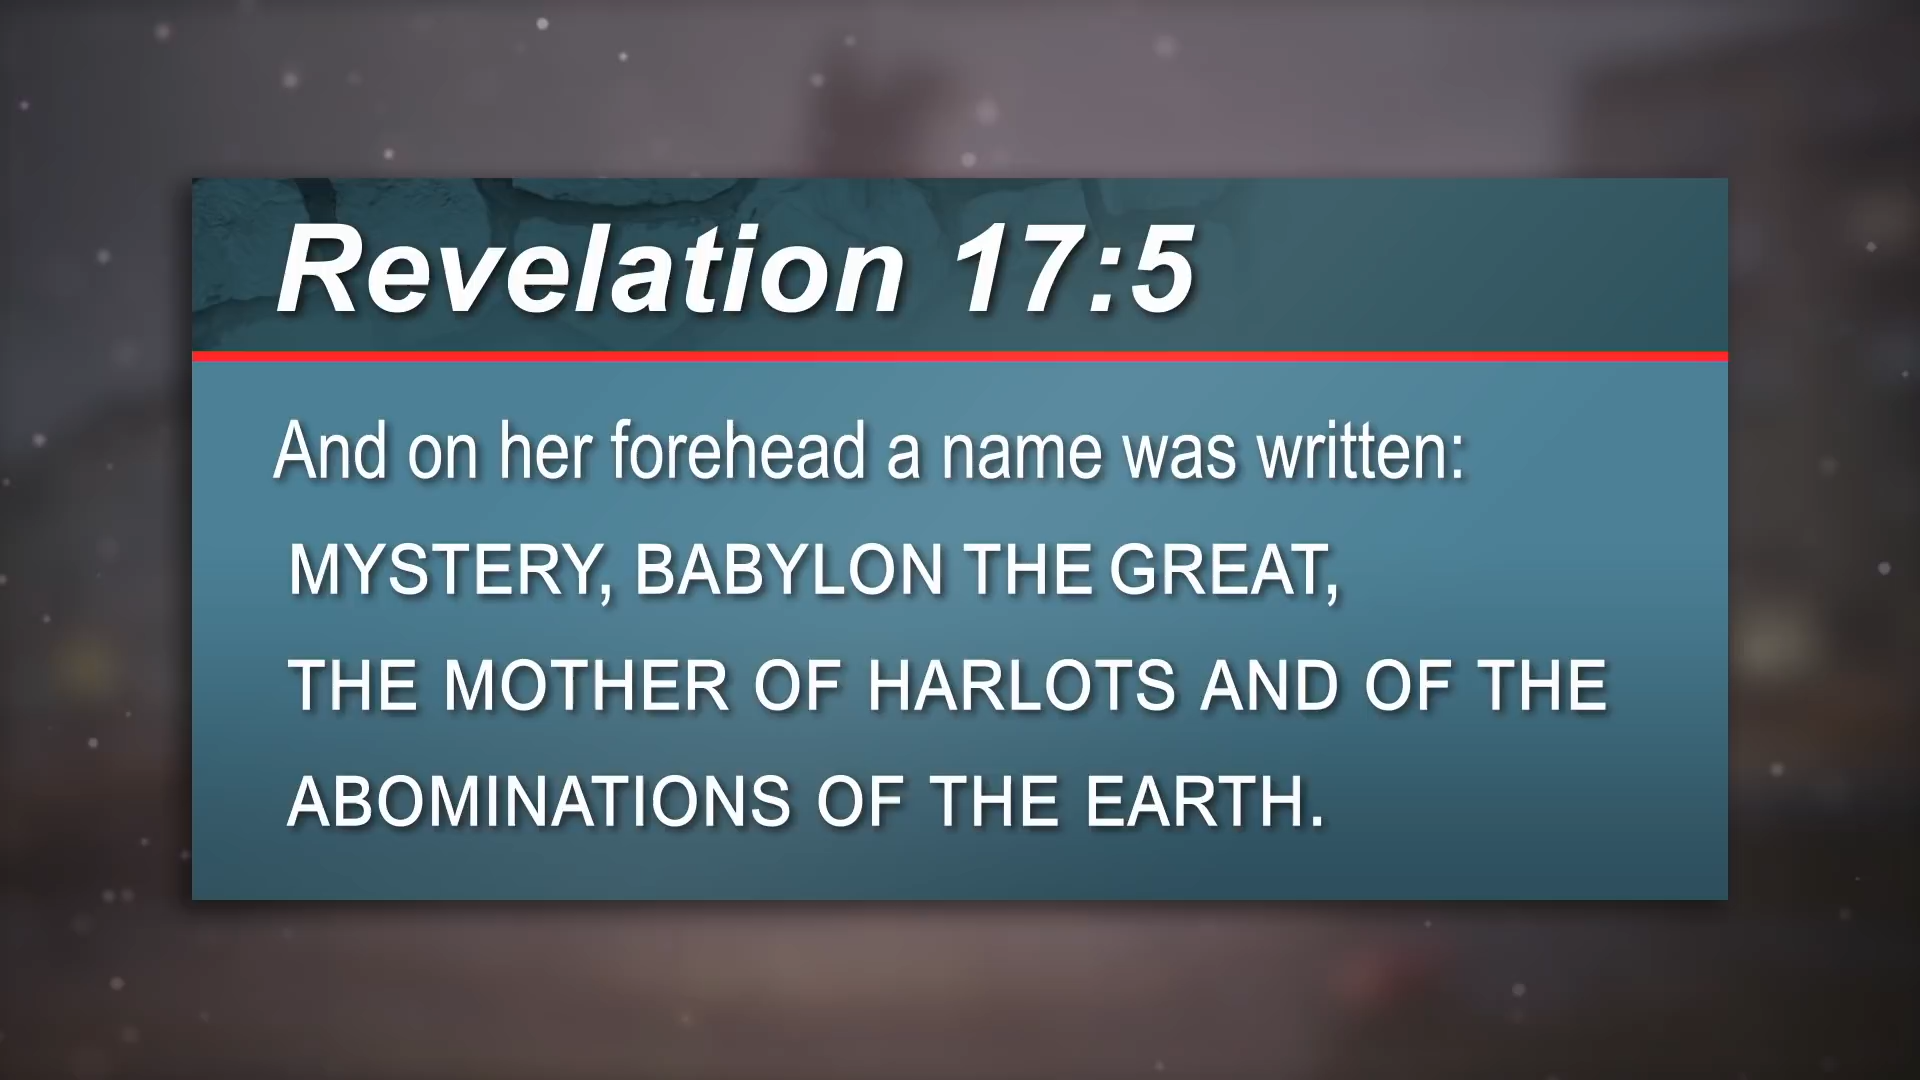 Revelation 17:5
And on her forehead a name was written:
MYSTERY, BABYLON THE GREAT,
THE MOTHER OF HARLOTS AND OF THE
ABOMINATIONS OF THE EARTH.